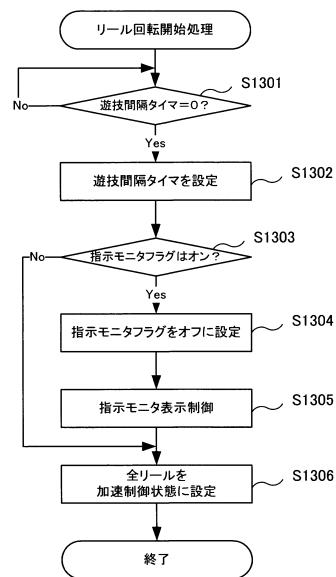 リール回転開始処理
S1301
遊技間隔タイマ=0?
No
Yes
S1302
遊技間隔タイマを設定
S1303
指示モニタフラグはオン?
No
Yes
S1304
指示モニタフラグをオフに設定
S1305
指示モニタ表示制御
S1306
全リールを
加速制御状態に設定
終了